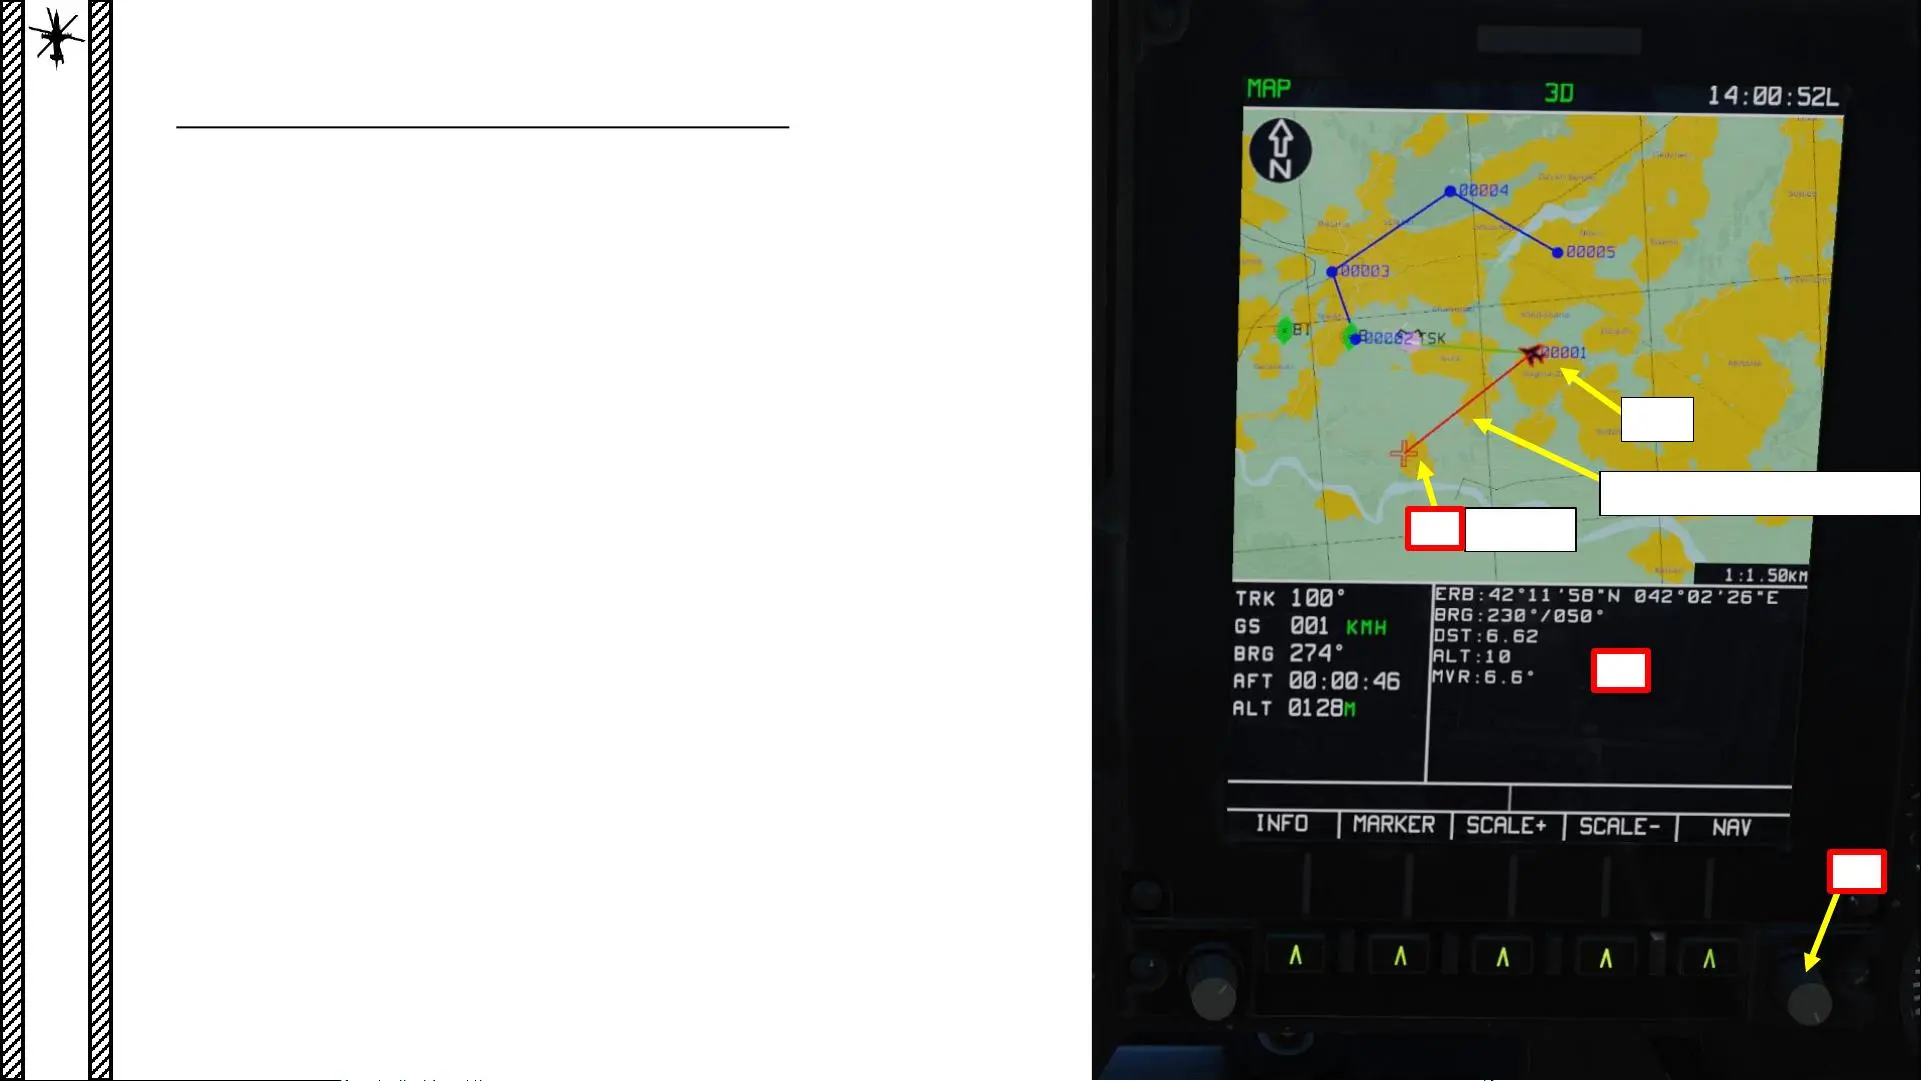 MAP 3D 14:00:52L
N
00004
00005
00003
BT
00002 TSK
00001
1:1.50KM
TRK 100°
GS 001 KMH
BRG 274°
AFT 00:00:46
ALT 0128M
ERB:42°11'58"N 042°02'26"E
BRG:230°/050°
DST:6.62
ALT:10
MVR:6.6°
INFO MARKER SCALE+ SCALE- NAV